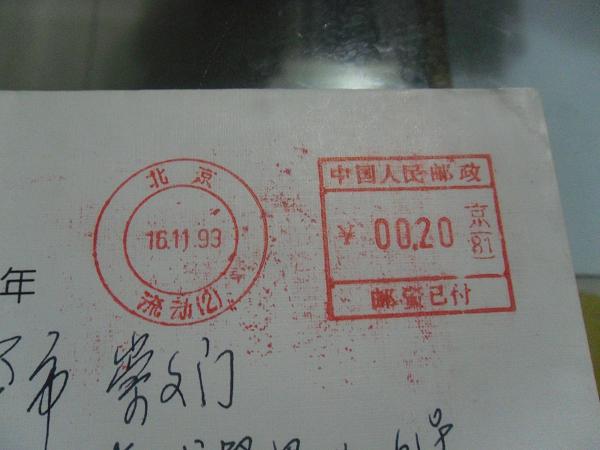 北京
16.11.93
流动(2)
中国人民邮政
00.20
京
(81)
邮资已付
年
市 崇文门